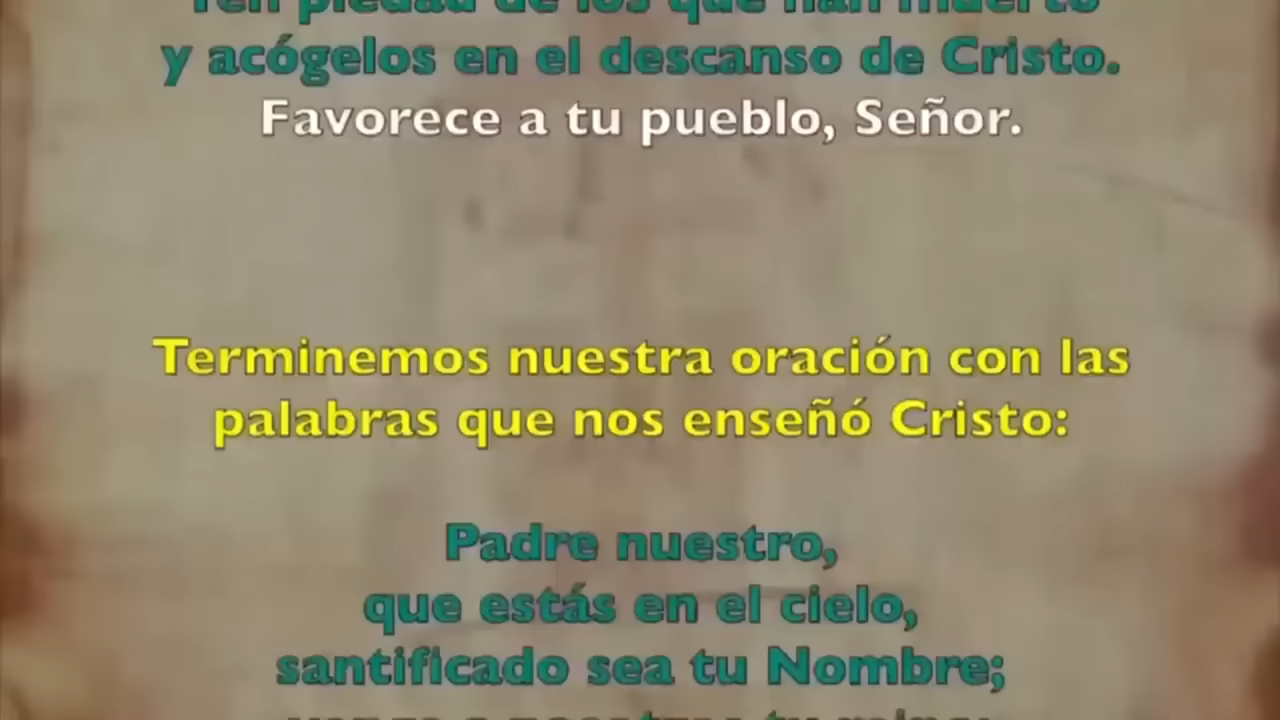 Ten piedad de los que han muerto
y acógelos en el descanso de Cristo.
Favorece a tu pueblo, Señor.
Terminemos nuestra oración con las
palabras que nos enseñó Cristo:
Padre nuestro,
que estás en el cielo,
santificado sea tu Nombre;